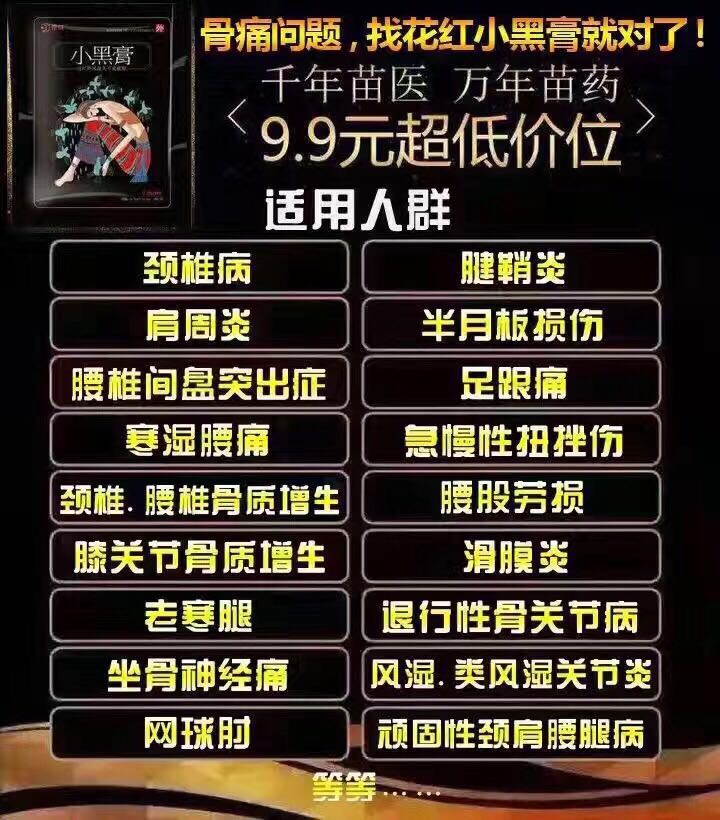 骨痛问题,找花红小黑膏就对了!
小黑膏
千年苗医 万年苗药
9.9元超低价位
适用人群
颈椎病 腱鞘炎
肩周炎 半月板损伤
腰椎间盘突出症 足跟痛
寒湿腰痛 急慢性扭挫伤
颈椎.腰椎骨质增生 腰股劳损
膝关节骨质增生 滑膜炎
老寒腿 退行性骨关节病
坐骨神经痛 风湿.类风湿关节炎
网球肘 顽固性颈肩腰腿病
等等……